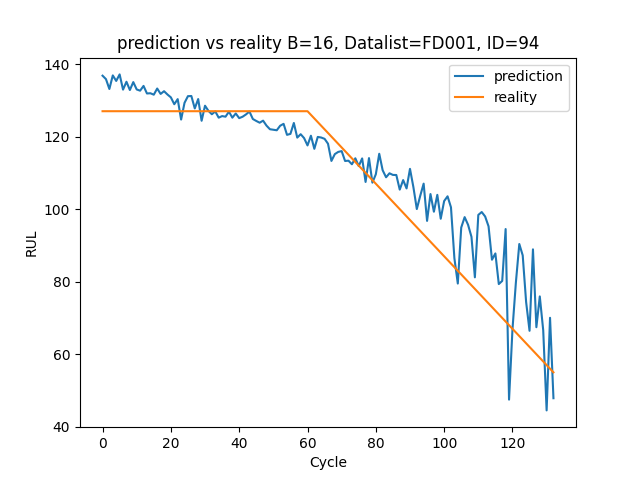 prediction vs reality B=16, Datalist=FD001, ID=94
prediction
reality
RUL
140
120
100
80
60
40
0 20 40 60 80 100 120
Cycle